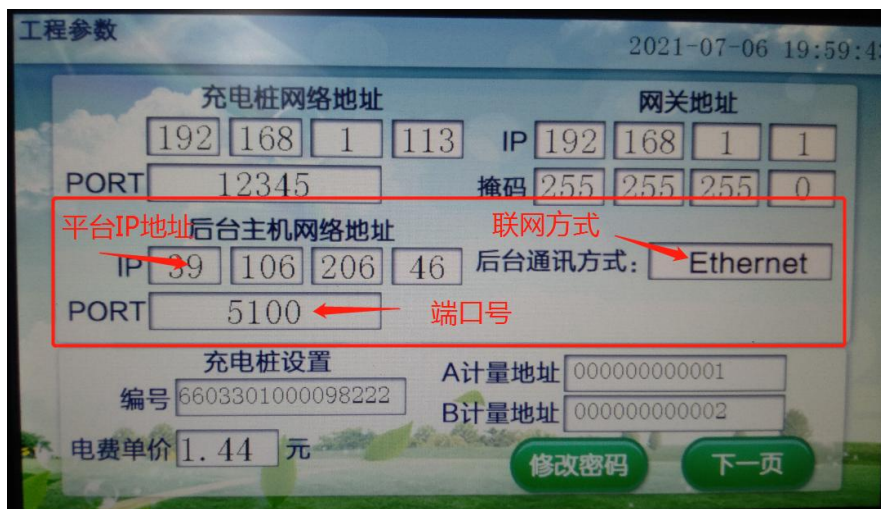 工程参数
2021-07-06 19:59:4
充电桩网络地址
192 168 1 113
PORT 12345
网关地址
IP 192 168 1 1
掩码 255 255 255 0
平台IP地址
后台主机网络地址
IP 39 106 206 46
PORT 5100
端口号
联网方式
后台通讯方式: Ethernet
充电桩设置
编号 6603301000098222
电费单价 1.44 元
A计量地址 000000000001
B计量地址 000000000002
修改密码
下一页